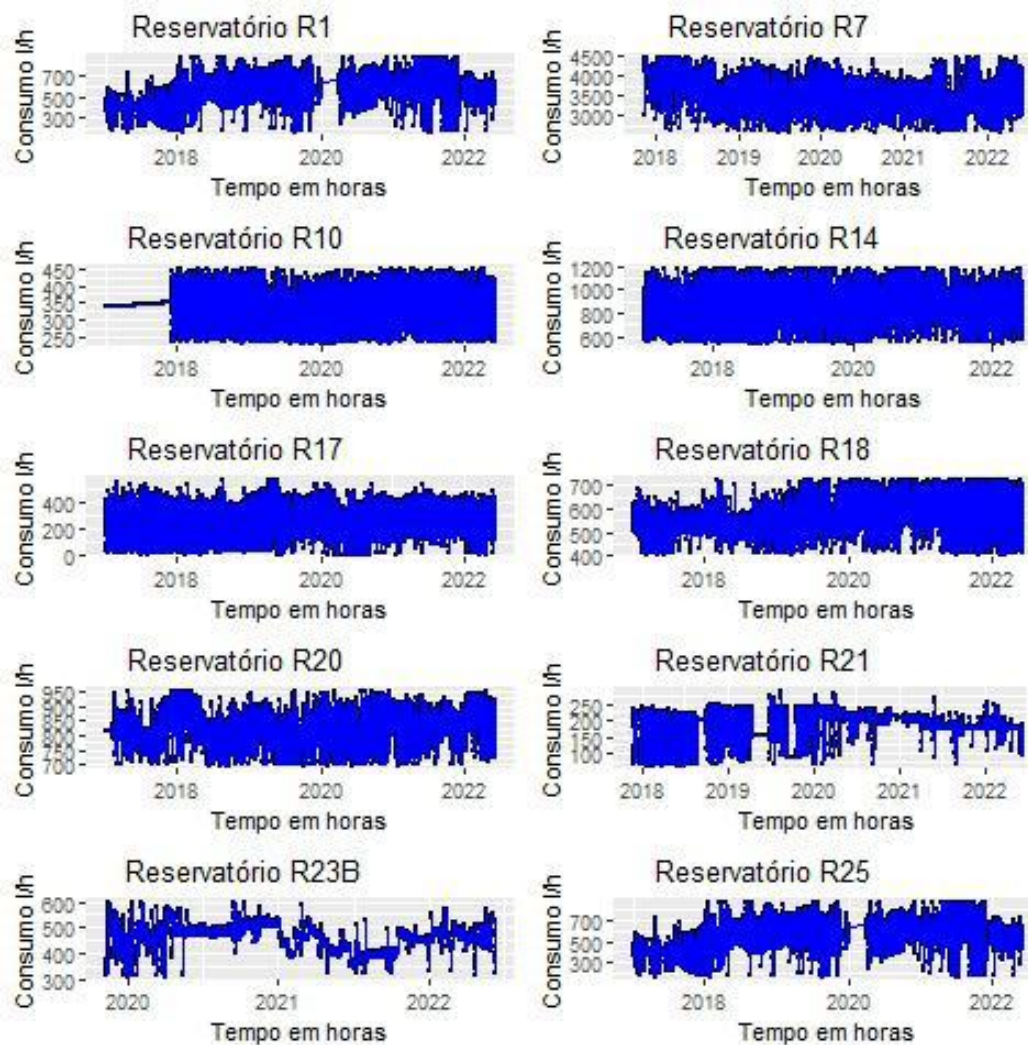 Reservatório R1
Consumo l/h
700
500
300
2018 2020 2022
Tempo em horas
Reservatório R7
Consumo l/h
4500
4000
3500
3000
2018 2019 2020 2021 2022
Tempo em horas
Reservatório R10
Consumo l/h
450
400
350
300
250
2018 2020 2022
Tempo em horas
Reservatório R14
Consumo l/h
1200
1000
800
600
2018 2020 2022
Tempo em horas
Reservatório R17
Consumo l/h
400
200
0
2018 2020 2022
Tempo em horas
Reservatório R18
Consumo l/h
700
600
500
400
2018 2020 2022
Tempo em horas
Reservatório R20
Consumo l/h
950
900
850
800
750
700
2018 2020 2022
Tempo em horas
Reservatório R21
Consumo l/h
250
200
150
100
2018 2019 2020 2021 2022
Tempo em horas
Reservatório R23B
Consumo l/h
600
500
400
300
2020 2021 2022
Tempo em horas
Reservatório R25
Consumo l/h
700
500
300
2018 2020 2022
Tempo em horas